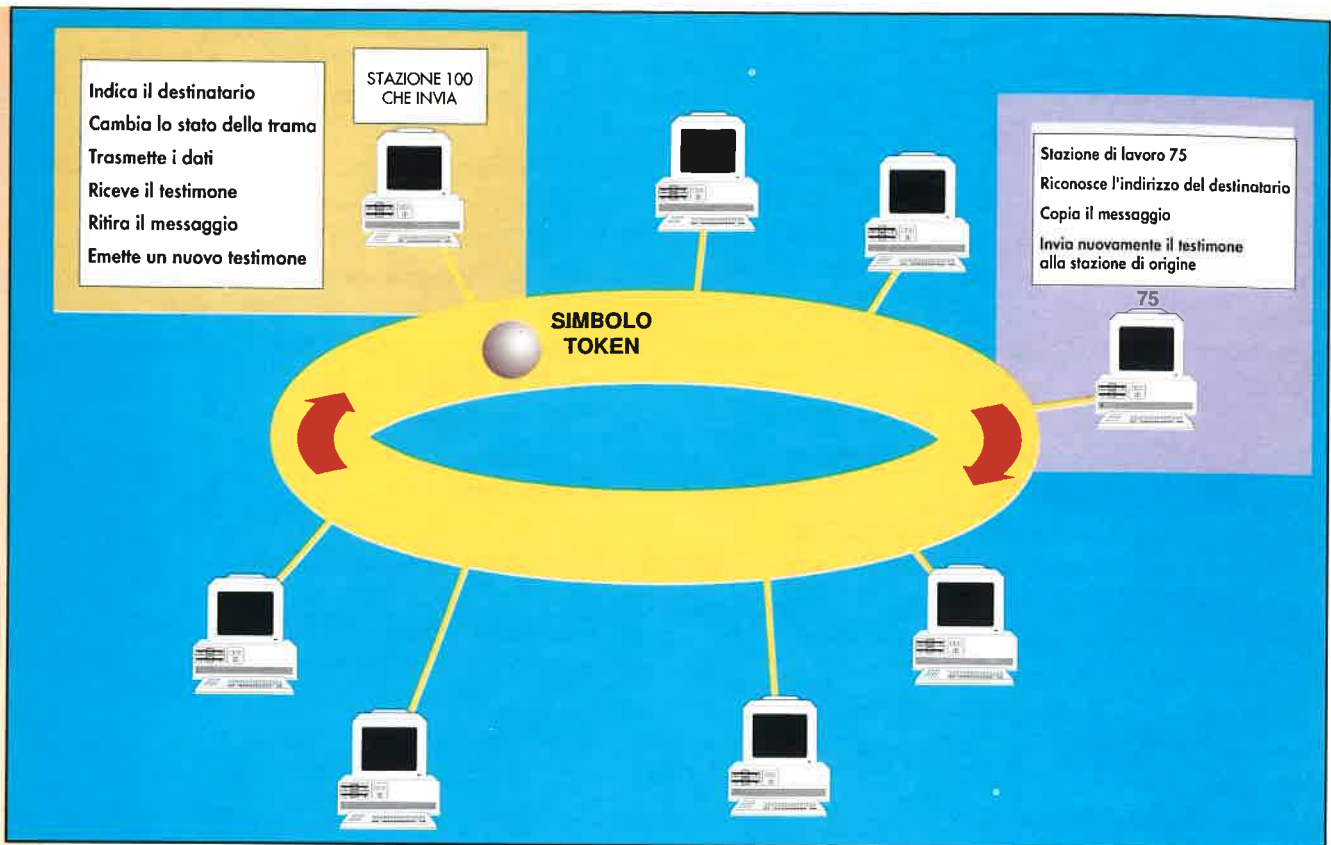 Indica il destinatario
Cambia lo stato della trama
Trasmette i dati
Riceve il testimone
Ritira il messaggio
Emette un nuovo testimone
STAZIONE 100
CHE INVIA
SIMBOLO
TOKEN
Stazione di lavoro 75
Riconosce l'indirizzo del destinatario
Copia il messaggio
Invia nuovamente il testimone
alla stazione di origine
75